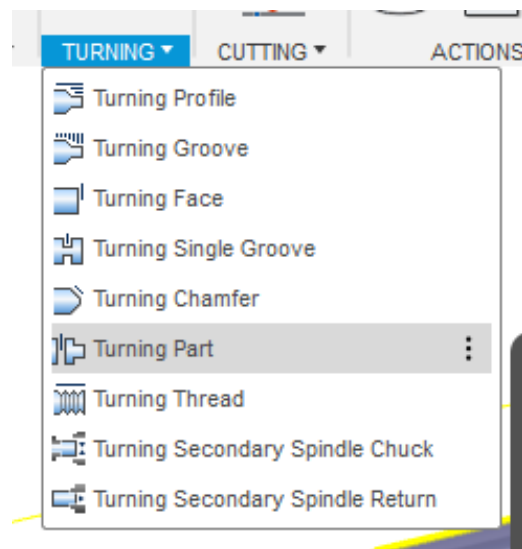 TURNING CUTTING ACTIONS
Turning Profile
Turning Groove
Turning Face
Turning Single Groove
Turning Chamfer
Turning Part
Turning Thread
Turning Secondary Spindle Chuck
Turning Secondary Spindle Return